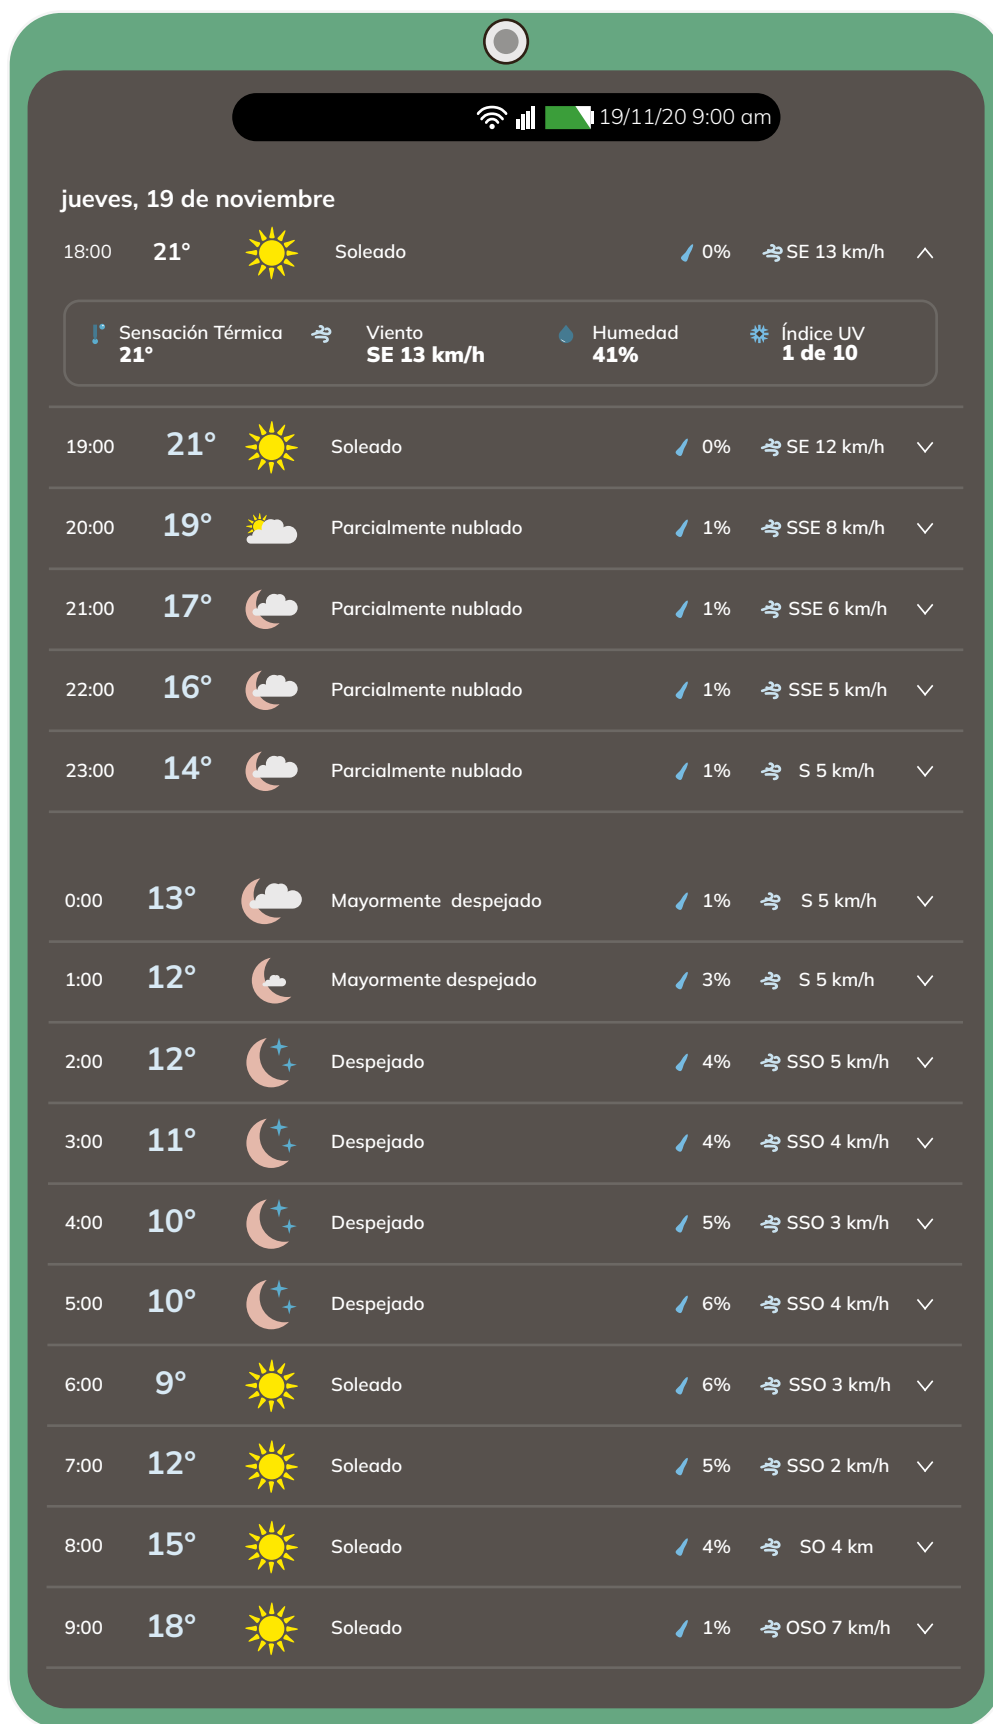 19/11/20 9:00 am
jueves, 19 de noviembre
18:00 21° Soleado 0% SE 13 km/h
Sensación Térmica Viento Humedad Índice UV
21° SE 13 km/h 41% 1 de 10
19:00 21° Soleado 0% SE 12 km/h
20:00 19° Parcialmente nublado 1% SSE 8 km/h
21:00 17° Parcialmente nublado 1% SSE 6 km/h
22:00 16° Parcialmente nublado 1% SSE 5 km/h
23:00 14° Parcialmente nublado 1% S 5 km/h
0:00 13° Mayormente despejado 1% S 5 km/h
1:00 12° Mayormente despejado 3% S 5 km/h
2:00 12° Despejado 4% SSO 5 km/h
3:00 11° Despejado 4% SSO 4 km/h
4:00 10° Despejado 5% SSO 3 km/h
5:00 10° Despejado 6% SSO 4 km/h
6:00 9° Soleado 6% SSO 3 km/h
7:00 12° Soleado 5% SSO 2 km/h
8:00 15° Soleado 4% SO 4 km
9:00 18° Soleado 1% OSO 7 km/h